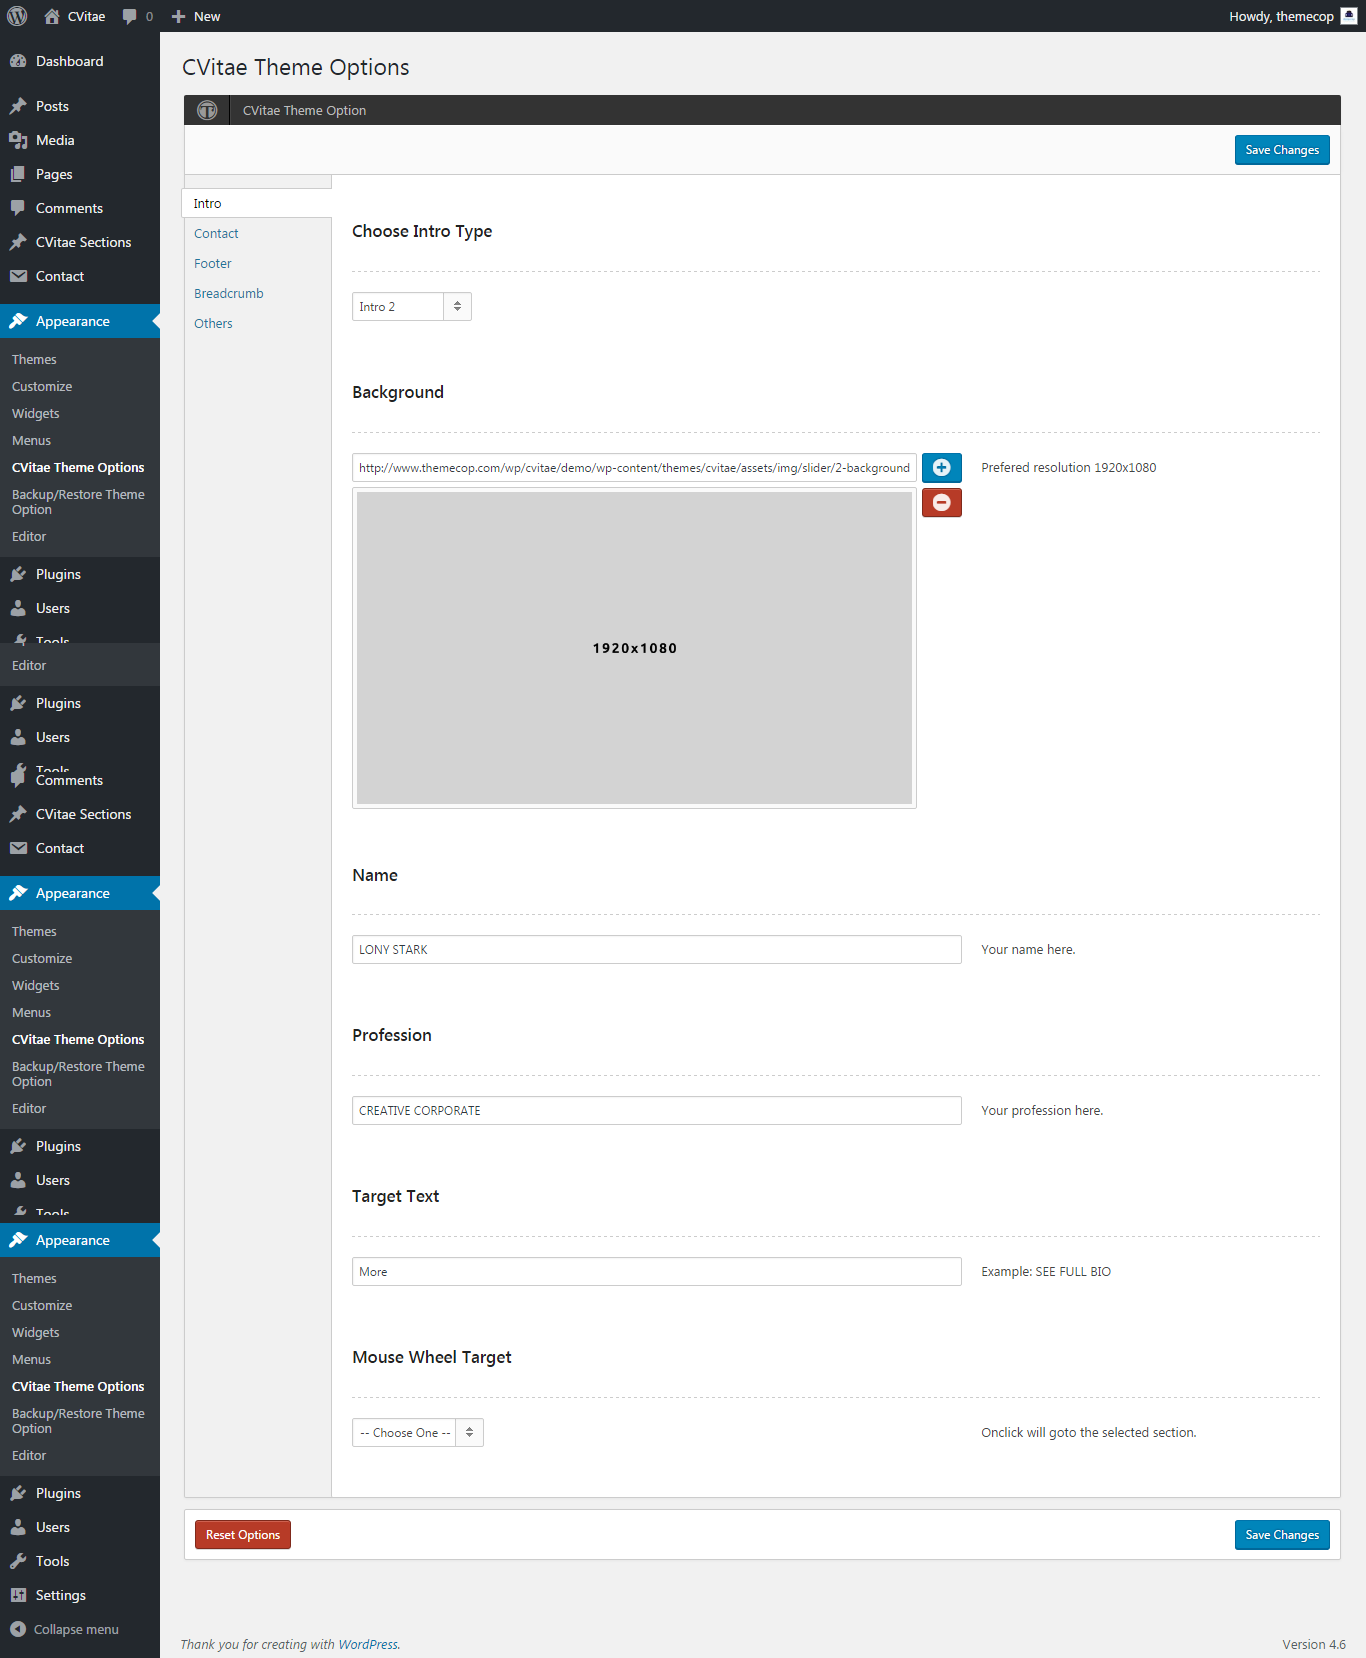 CVitae
0
New
Howdy, themecop
Dashboard
Posts
Media
Pages
Comments
CVitae Sections
Contact
Appearance
Themes
Customize
Widgets
Menus
CVitae Theme Options
Backup/Restore Theme
Option
Editor
Plugins
Users
Tools
Editor
Plugins
Users
Tools
Comments
CVitae Sections
Contact
Appearance
Themes
Customize
Widgets
Menus
CVitae Theme Options
Backup/Restore Theme
Option
Editor
Plugins
Users
Tools
Appearance
Themes
Customize
Widgets
Menus
CVitae Theme Options
Backup/Restore Theme
Option
Editor
Plugins
Users
Tools
Settings
Collapse menu
CVitae Theme Options
CVitae Theme Option
Save Changes
Intro
Contact
Footer
Breadcrumb
Others
Choose Intro Type
Intro 2
Background
http://www.themecop.com/wp/cvitae/demo/wp-content/themes/cvitae/assets/img/slider/2-background
Prefered resolution 1920x1080
1920x1080
Name
LONY STARK
Your name here.
Profession
CREATIVE CORPORATE
Your profession here.
Target Text
More
Example: SEE FULL BIO
Mouse Wheel Target
-- Choose One --
Onclick will goto the selected section.
Reset Options
Save Changes
Thank you for creating with WordPress.
Version 4.6